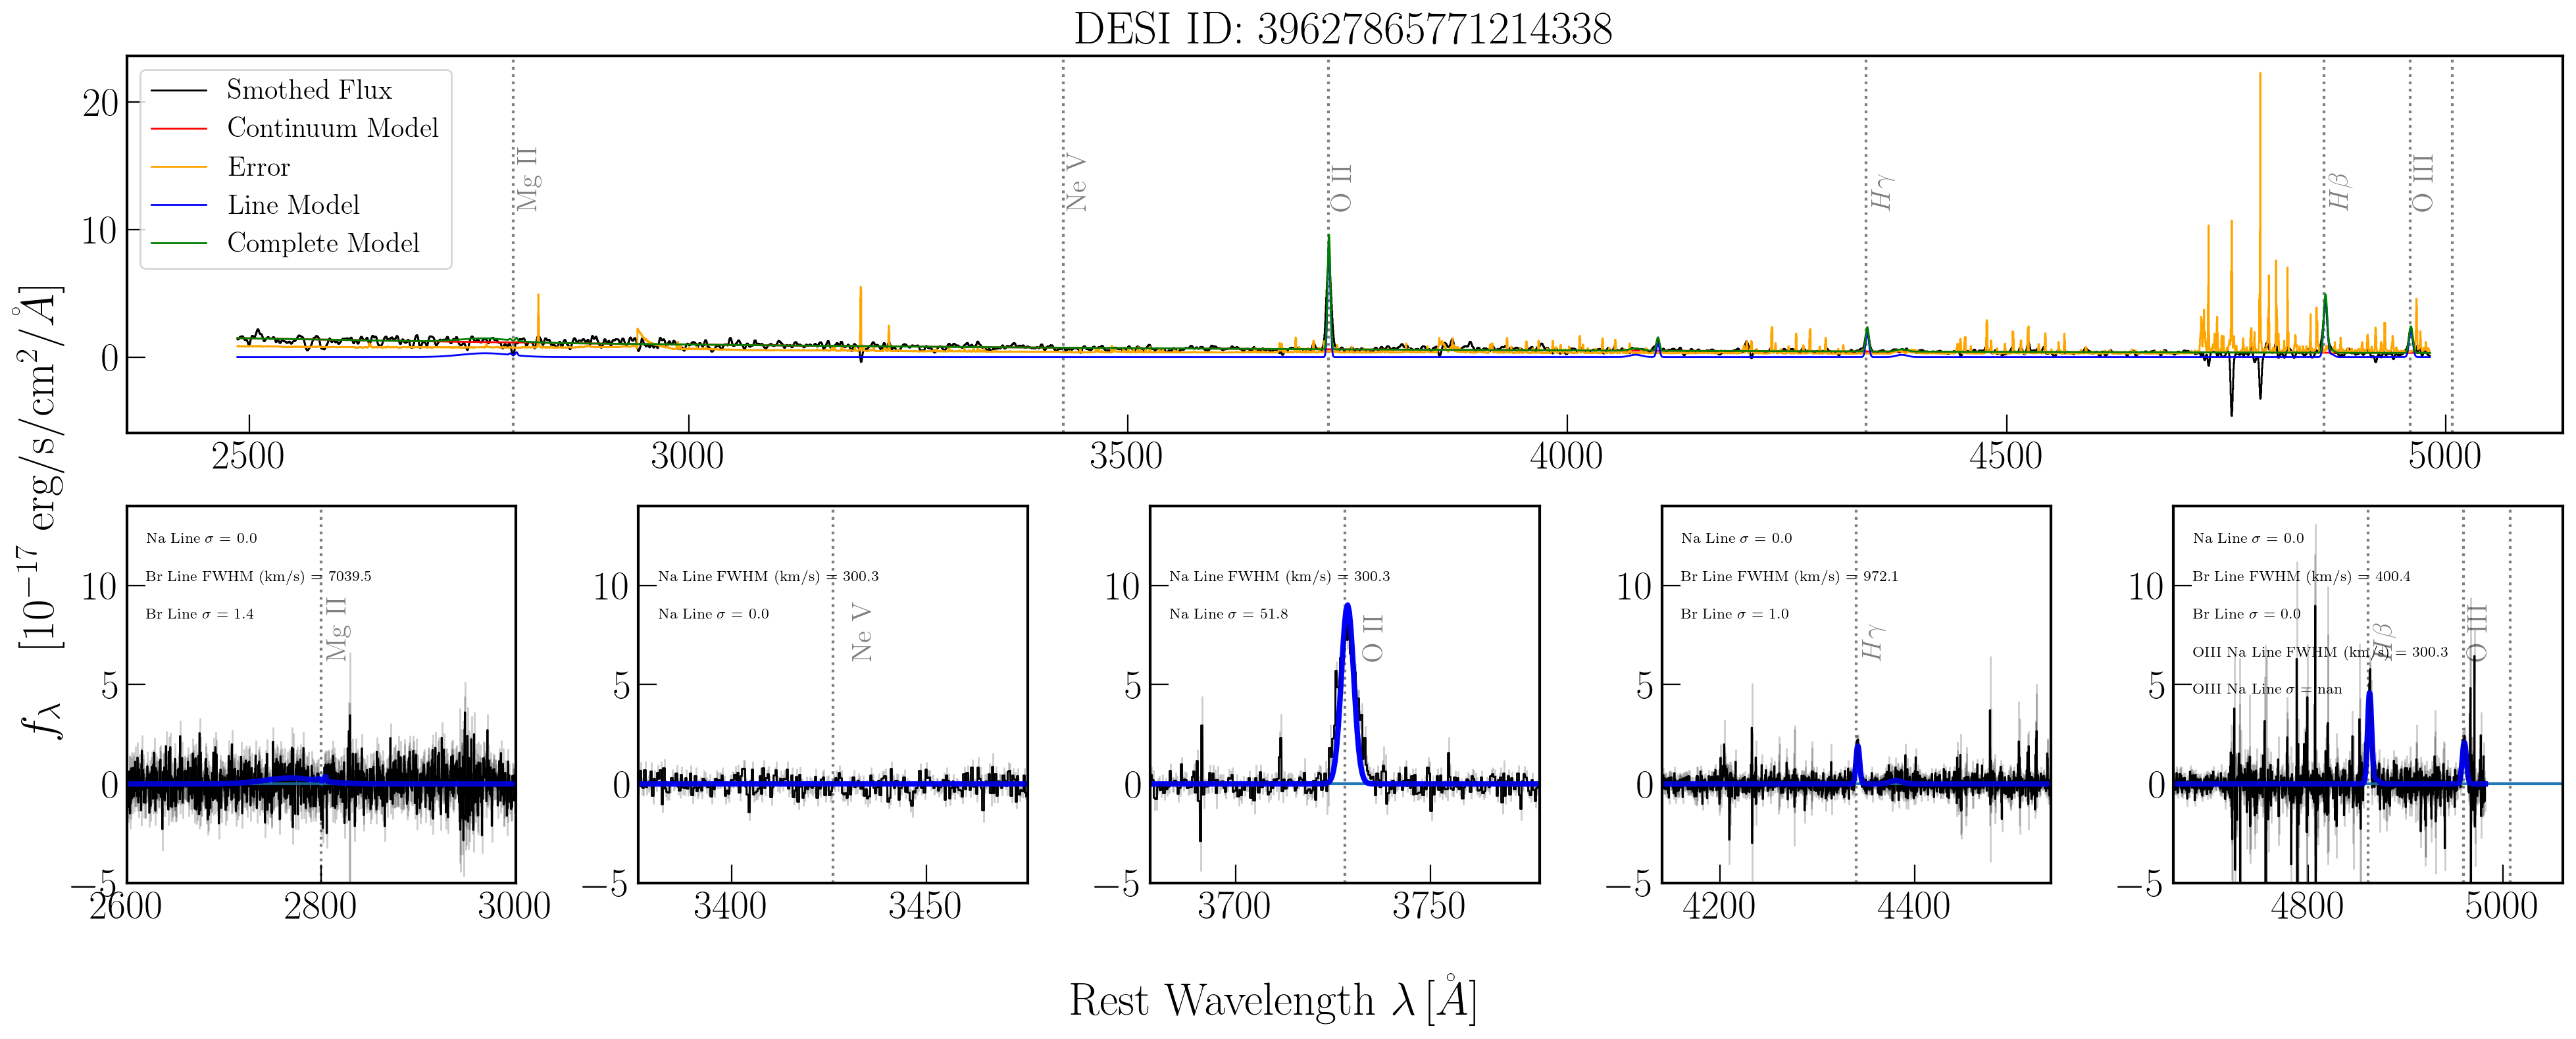 DESI ID: 39627865771214338
Smothed Flux
Continuum Model
Error
Line Model
Complete Model
Mg II
Ne V
O II
Hγ
Hβ
O III
20
10
0
2500 3000 3500 4000 4500 5000
f_λ [10⁻¹⁷ erg/s/cm²/Å]
Na Line σ = 0.0
Br Line FWHM (km/s) = 7039.5
Br Line σ = 1.4
Mg II
10
5
0
−5
2600 2800 3000
Na Line FWHM (km/s) = 300.3
Na Line σ = 0.0
Ne V
10
5
0
−5
3400 3450
Na Line FWHM (km/s) = 300.3
Na Line σ = 51.8
O II
10
5
0
−5
3700 3750
Na Line σ = 0.0
Br Line FWHM (km/s) = 972.1
Br Line σ = 1.0
Hγ
10
5
0
−5
4200 4400
Na Line σ = 0.0
Br Line FWHM (km/s) = 400.4
Br Line σ = 0.0
OIII Na Line FWHM (km/s) = 300.3
OIII Na Line σ = nan
Hβ
O III
10
5
0
−5
4800 5000
Rest Wavelength λ [Å]